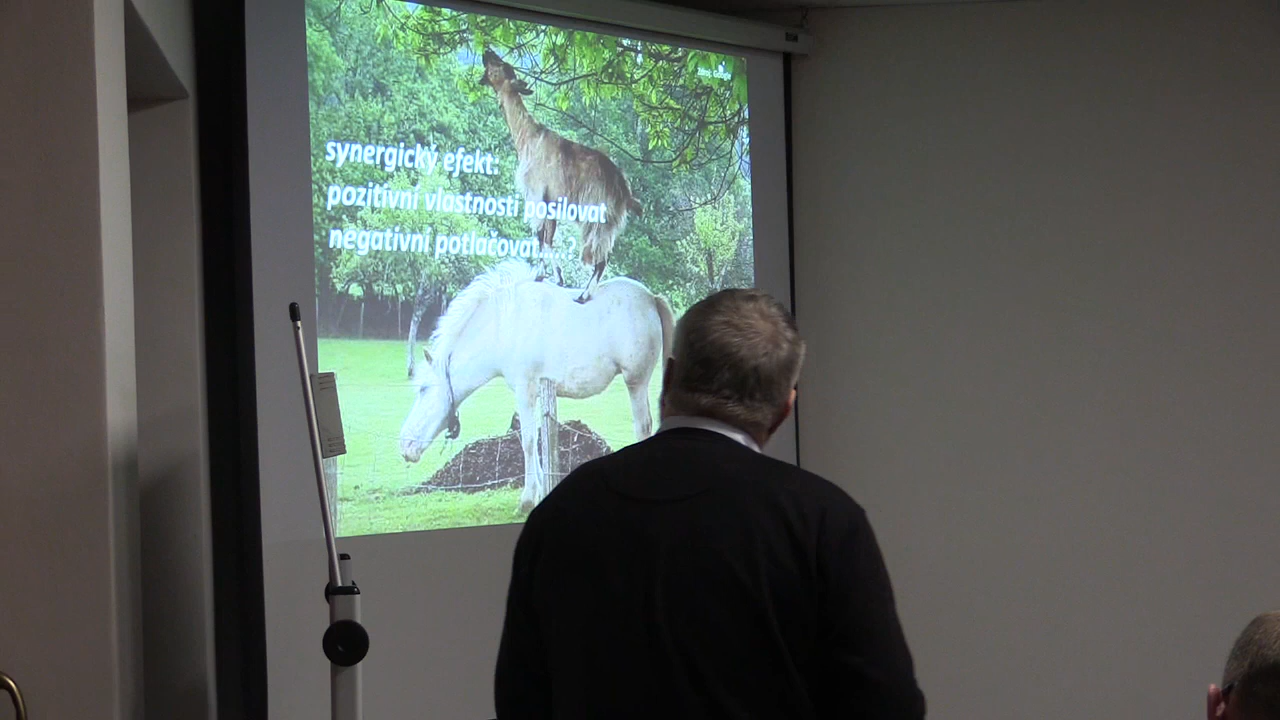 synergický efekt:
pozitivní vlastnosti posilovat
negativní potlačovat....?